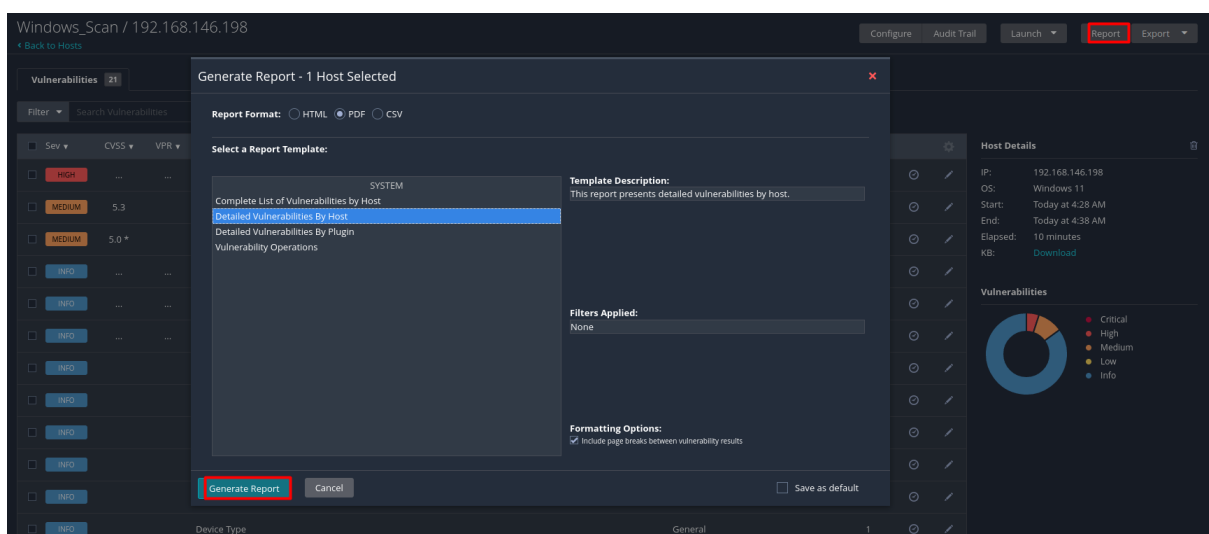 Windows_Scan / 192.168.146.198
Back to Hosts
Configure Audit Trail Launch Report Export
Vulnerabilities 21
Filter Search Vulnerabilities
Sev CVSS VPR
HIGH ... ...
MEDIUM 5.3
MEDIUM 5.0 *
INFO ... ...
INFO ... ...
INFO ... ...
INFO
INFO
INFO
INFO
INFO
INFO Device Type General 1
Generate Report - 1 Host Selected
Report Format: HTML PDF CSV
Select a Report Template:
SYSTEM
Complete List of Vulnerabilities by Host
Detailed Vulnerabilities By Host
Detailed Vulnerabilities By Plugin
Vulnerability Operations
Template Description:
This report presents detailed vulnerabilities by host.
Filters Applied:
None
Formatting Options:
Include page breaks between vulnerability results
Generate Report Cancel Save as default
Host Details
IP: 192.168.146.198
OS: Windows 11
Start: Today at 4:28 AM
End: Today at 4:38 AM
Elapsed: 10 minutes
KB: Download
Vulnerabilities
Critical
High
Medium
Low
Info